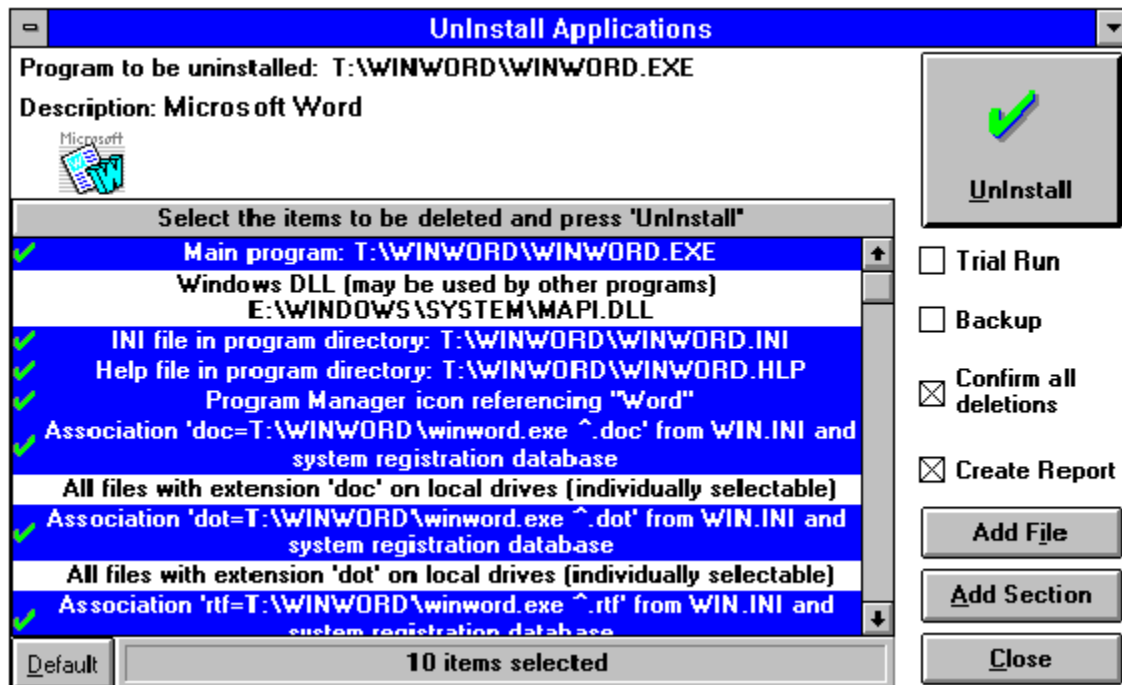 UnInstall Applications
Program to be uninstalled: T:\WINWORD\WINWORD.EXE
Description: Microsoft Word
Microsoft
W
UnInstall
Select the items to be deleted and press 'UnInstall'
Main program: T:\WINWORD\WINWORD.EXE
Windows DLL (may be used by other programs)
E:\WINDOWS\SYSTEM\MAPI.DLL
INI file in program directory: T:\WINWORD\WINWORD.INI
Help file in program directory: T:\WINWORD\WINWORD.HLP
Program Manager icon referencing "Word"
Association 'doc=T:\WINWORD\winword.exe ^.doc' from WIN.INI and
system registration database
All files with extension 'doc' on local drives (individually selectable)
Association 'dot=T:\WINWORD\winword.exe ^.dot' from WIN.INI and
system registration database
All files with extension 'dot' on local drives (individually selectable)
Association 'rtf=T:\WINWORD\winword.exe ^.rtf' from WIN.INI and
system registration database
Default
10 items selected
Trial Run
Backup
Confirm all
deletions
Create Report
Add File
Add Section
Close